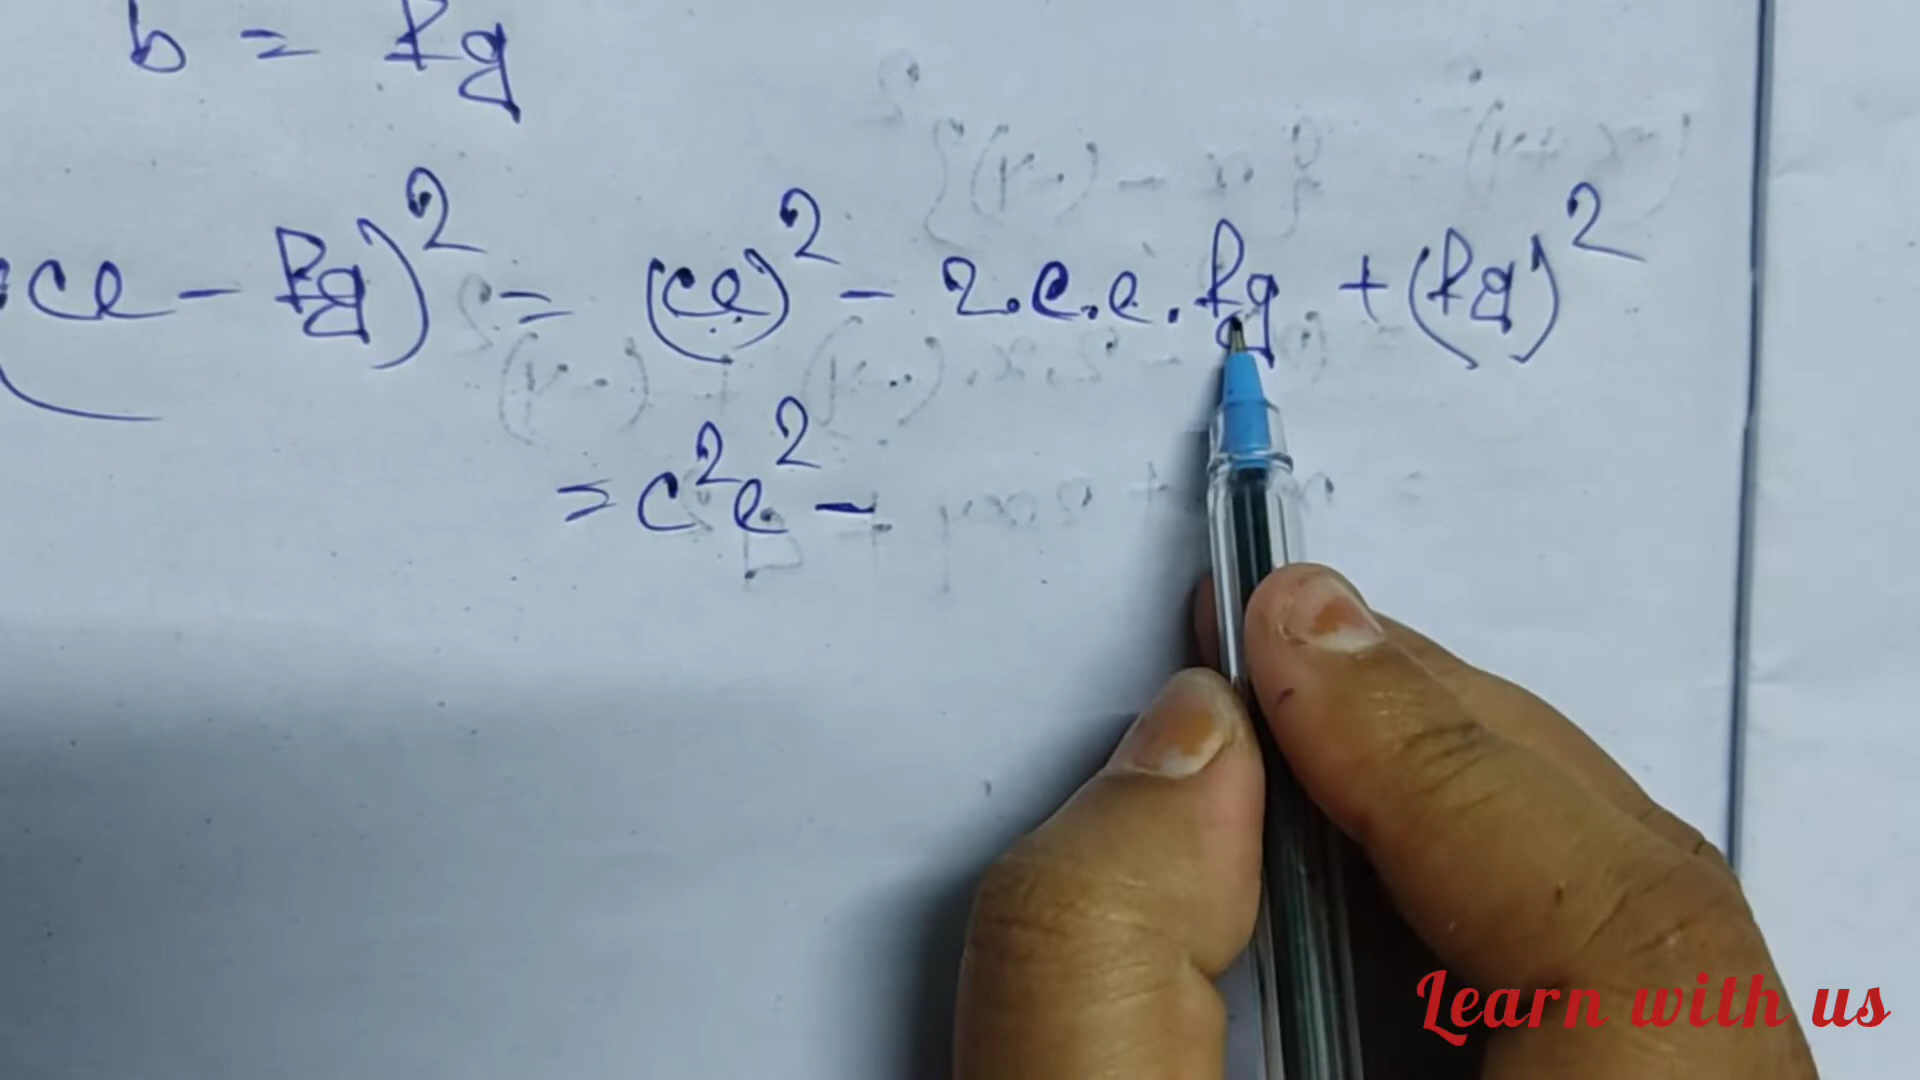 b = fg
(ce - fg)² = (ce)² - 2.c.e.fg + (fg)²
= c²e² -
Learn with us